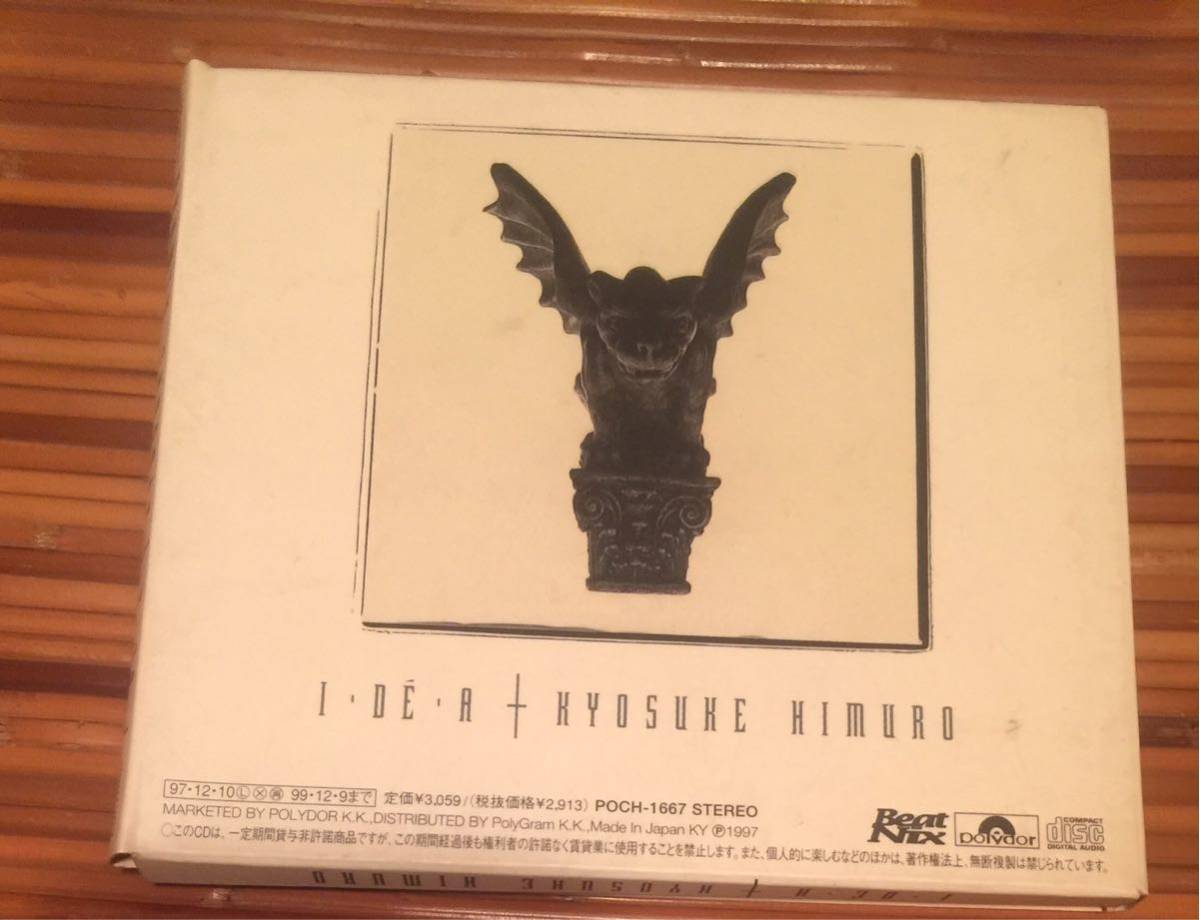 I・DÉ・A † KYOSUKE HIMURO
97・12・10Ⓛ Ⓧ 再 99・12・9まで 定価¥3,059/(税抜価格¥2,913) POCH-1667 STEREO
MARKETED BY POLYDOR K.K.,DISTRIBUTED BY PolyGram K.K.,Made In Japan KY Ⓟ1997
○このCDは、一定期間貸与非許諾商品ですが、この期間経過後も権利者の許諾なく賃貸業に使用することを禁止します。また、個人的に楽しむなどのほかは、著作権法上、無断複製は禁じられています。
Beat Nix
Polydor
COMPACT disc DIGITAL AUDIO
I・DÉ・A † KYOSUKE HIMURO